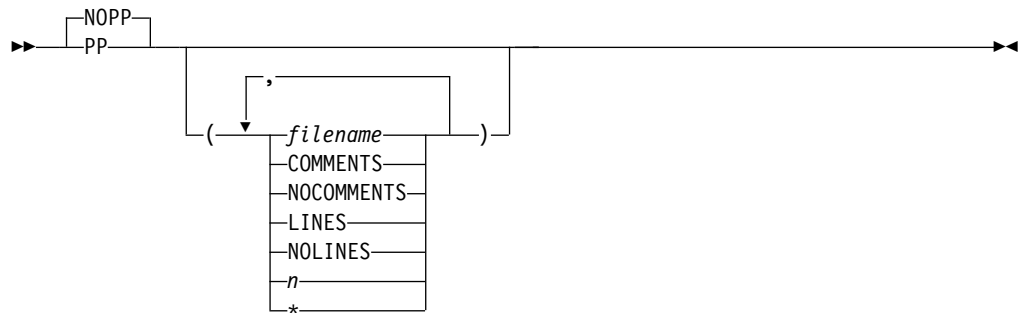 NOPP
PP
,
( filename )
COMMENTS
NOCOMMENTS
LINES
NOLINES
n
*